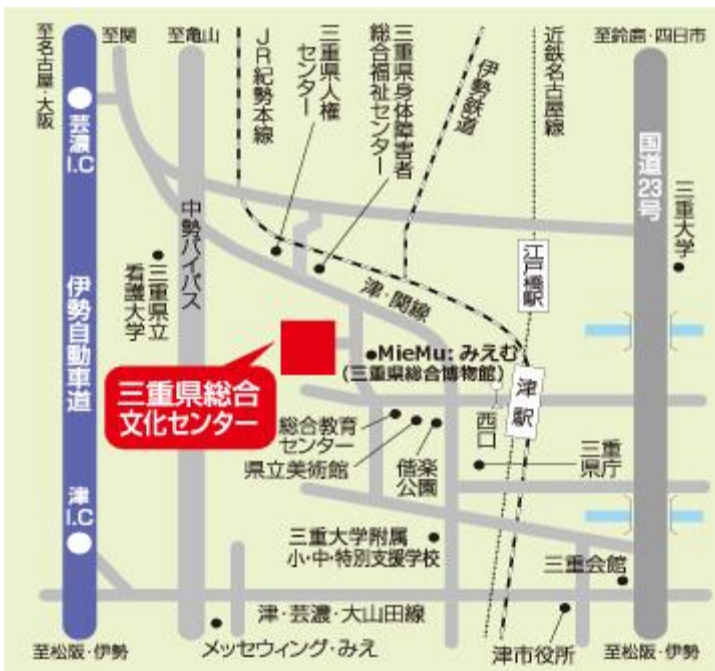 至名古屋・大阪
至関
至亀山
JR紀勢本線
三重県人権
センター
三重県身体障害者
総合福祉センター
伊勢鉄道
近鉄名古屋線
至鈴鹿・四日市
芸濃
I.C
国道23号
三重大学
中勢バイパス
三重県立
看護大学
江戸橋駅
伊勢自動車道
津・関線
MieMu: みえむ
(三重県総合博物館)
三重県総合
文化センター
津駅
西口
総合教育
センター
県立美術館
偕楽
公園
三重
県庁
津
I.C
三重大学附属
小・中・特別支援学校
三重会館
津・芸濃・大山田線
メッセウィング・みえ
津市役所
至松阪・伊勢
至松阪・伊勢